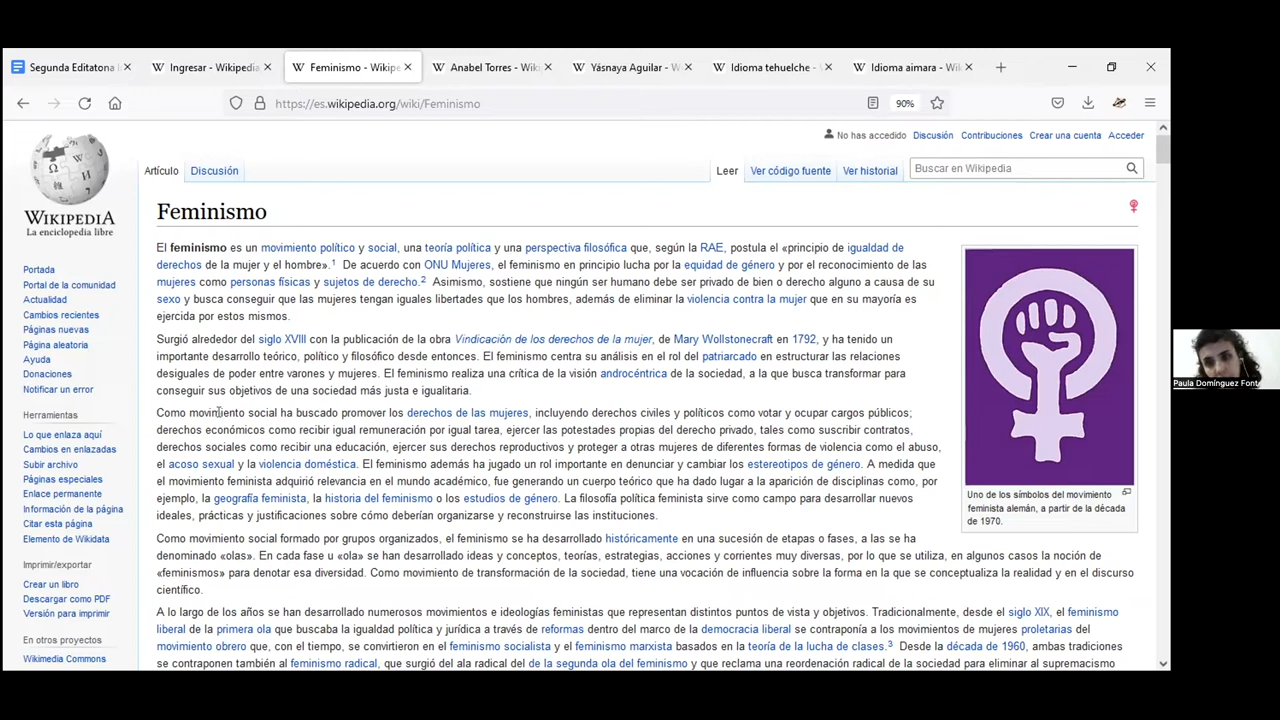 Segunda Editatona
Ingresar - Wikipedia
Feminismo - Wikipe
Anabel Torres - Wiki
Yásnaya Aguilar - W
Idioma tehuelche -
Idioma aimara - Wi
https://es.wikipedia.org/wiki/Feminismo
90%
No has accedido Discusión Contribuciones Crear una cuenta Acceder
Artículo Discusión Leer Ver código fuente Ver historial Buscar en Wikipedia
WIKIPEDIA
La enciclopedia libre
Portada
Portal de la comunidad
Actualidad
Cambios recientes
Páginas nuevas
Página aleatoria
Ayuda
Donaciones
Notificar un error
Herramientas
Lo que enlaza aquí
Cambios en enlazadas
Subir archivo
Páginas especiales
Enlace permanente
Información de la página
Citar esta página
Elemento de Wikidata
Imprimir/exportar
Crear un libro
Descargar como PDF
Versión para imprimir
En otros proyectos
Wikimedia Commons
Feminismo
El feminismo es un movimiento político y social, una teoría política y una perspectiva filosófica que, según la RAE, postula el «principio de igualdad de
derechos de la mujer y el hombre».1 De acuerdo con ONU Mujeres, el feminismo en principio lucha por la equidad de género y por el reconocimiento de las
mujeres como personas físicas y sujetos de derecho.2 Asimismo, sostiene que ningún ser humano debe ser privado de bien o derecho alguno a causa de su
sexo y busca conseguir que las mujeres tengan iguales libertades que los hombres, además de eliminar la violencia contra la mujer que en su mayoría es
ejercida por estos mismos.
Surgió alrededor del siglo XVIII con la publicación de la obra Vindicación de los derechos de la mujer, de Mary Wollstonecraft en 1792, y ha tenido un
importante desarrollo teórico, político y filosófico desde entonces. El feminismo centra su análisis en el rol del patriarcado en estructurar las relaciones
desiguales de poder entre varones y mujeres. El feminismo realiza una crítica de la visión androcéntrica de la sociedad, a la que busca transformar para
conseguir sus objetivos de una sociedad más justa e igualitaria.
Como movimiento social ha buscado promover los derechos de las mujeres, incluyendo derechos civiles y políticos como votar y ocupar cargos públicos;
derechos económicos como recibir igual remuneración por igual tarea, ejercer las potestades propias del derecho privado, tales como suscribir contratos,
derechos sociales como recibir una educación, ejercer sus derechos reproductivos y proteger a otras mujeres de diferentes formas de violencia como el abuso,
el acoso sexual y la violencia doméstica. El feminismo además ha jugado un rol importante en denunciar y cambiar los estereotipos de género. A medida que
el movimiento feminista adquirió relevancia en el mundo académico, fue generando un cuerpo teórico que ha dado lugar a la aparición de disciplinas como, por
ejemplo, la geografía feminista, la historia del feminismo o los estudios de género. La filosofía política feminista sirve como campo para desarrollar nuevos
ideales, prácticas y justificaciones sobre cómo deberían organizarse y reconstruirse las instituciones.
Como movimiento social formado por grupos organizados, el feminismo se ha desarrollado históricamente en una sucesión de etapas o fases, a las se ha
denominado «olas». En cada fase u «ola» se han desarrollado ideas y conceptos, teorías, estrategias, acciones y corrientes muy diversas, por lo que se utiliza, en algunos casos la noción de
«feminismos» para denotar esa diversidad. Como movimiento de transformación de la sociedad, tiene una vocación de influencia sobre la forma en la que se conceptualiza la realidad y en el discurso
científico.
A lo largo de los años se han desarrollado numerosos movimientos e ideologías feministas que representan distintos puntos de vista y objetivos. Tradicionalmente, desde el siglo XIX, el feminismo
liberal de la primera ola que buscaba la igualdad política y jurídica a través de reformas dentro del marco de la democracia liberal se contraponía a los movimientos de mujeres proletarias del
movimiento obrero que, con el tiempo, se convirtieron en el feminismo socialista y el feminismo marxista basados en la teoría de la lucha de clases.3 Desde la década de 1960, ambas tradiciones
se contraponen también al feminismo radical, que surgió del ala radical del de la segunda ola del feminismo y que reclama una reordenación radical de la sociedad para eliminar al supremacismo
Uno de los símbolos del movimiento
feminista alemán, a partir de la década
de 1970.
Paula Domínguez Font